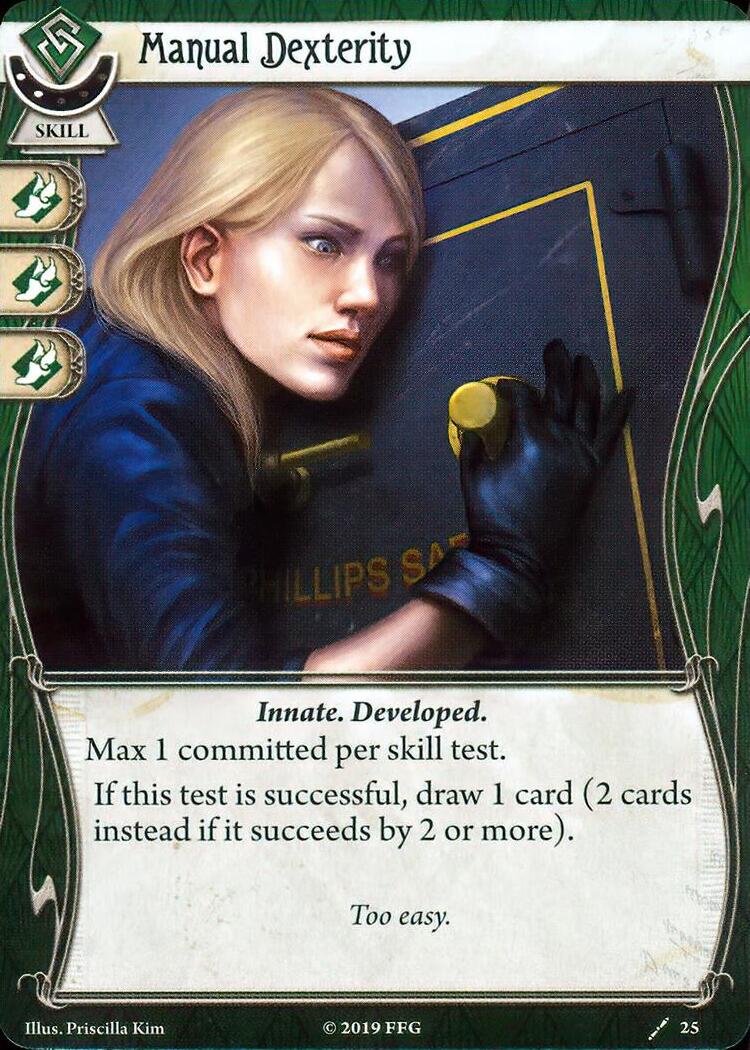 Manual Dexterity
SKILL
PHILLIPS SAF
Innate. Developed.
Max 1 committed per skill test.
If this test is successful, draw 1 card (2 cards
instead if it succeeds by 2 or more).
Too easy.
Illus. Priscilla Kim
© 2019 FFG
25